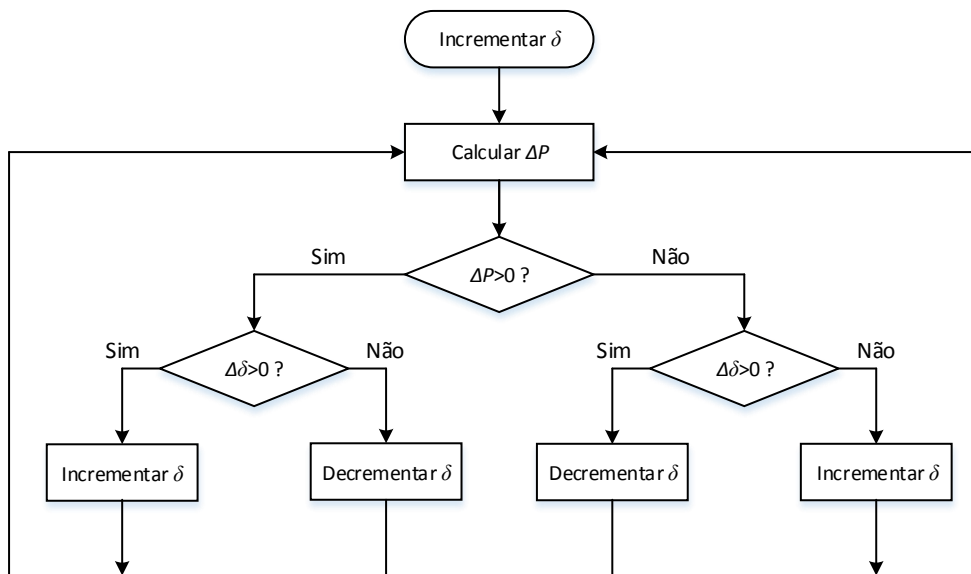 Incrementar δ
Calcular ΔP
Sim
Não
ΔP>0 ?
Sim
Não
Sim
Não
Δδ>0 ?
Δδ>0 ?
Incrementar δ
Decrementar δ
Decrementar δ
Incrementar δ